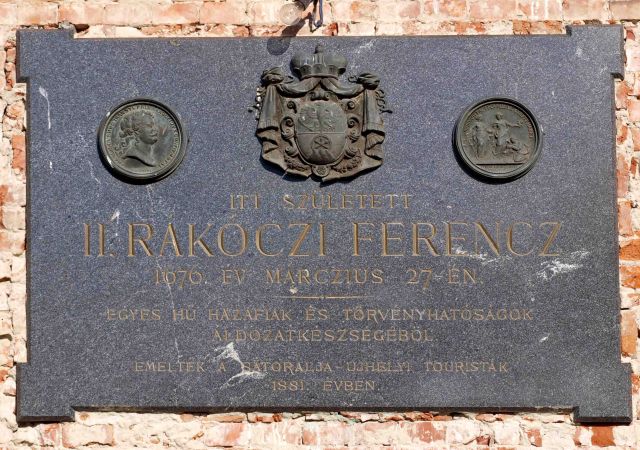 ITT SZÜLETETT
II. RÁKÓCZI FERENCZ
1676. ÉV MÁRCZIUS 27-ÉN.
EGYES HŰ HAZAFIAK ÉS TÖRVÉNYHATÓSÁGOK
ÁLDOZATKÉSZSÉGÉBŐL
EMELTÉK A SÁTORALJA-ÚJHELYI TOURISTÁK
1881. ÉVBEN.